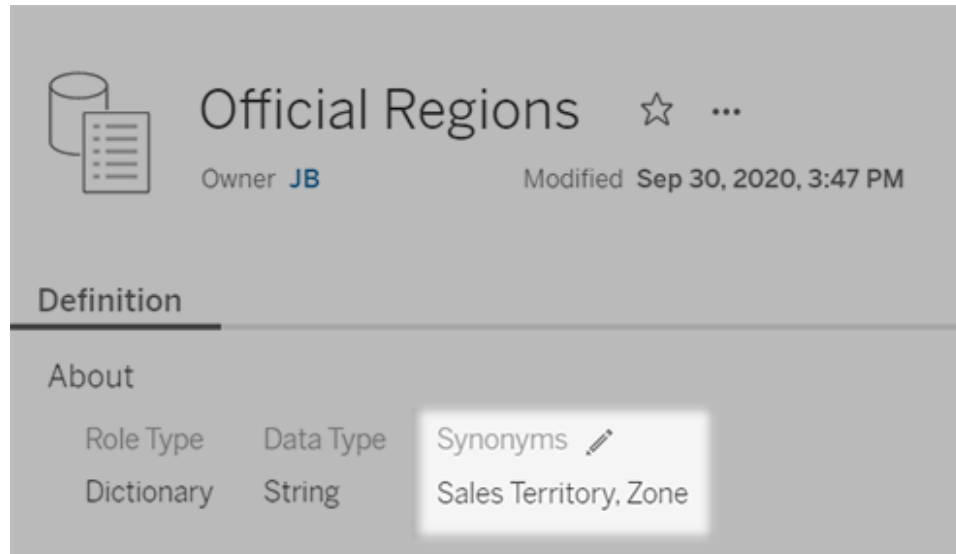 Official Regions
Owner JB Modified Sep 30, 2020, 3:47 PM
Definition
About
Role Type Data Type Synonyms
Dictionary String Sales Territory, Zone